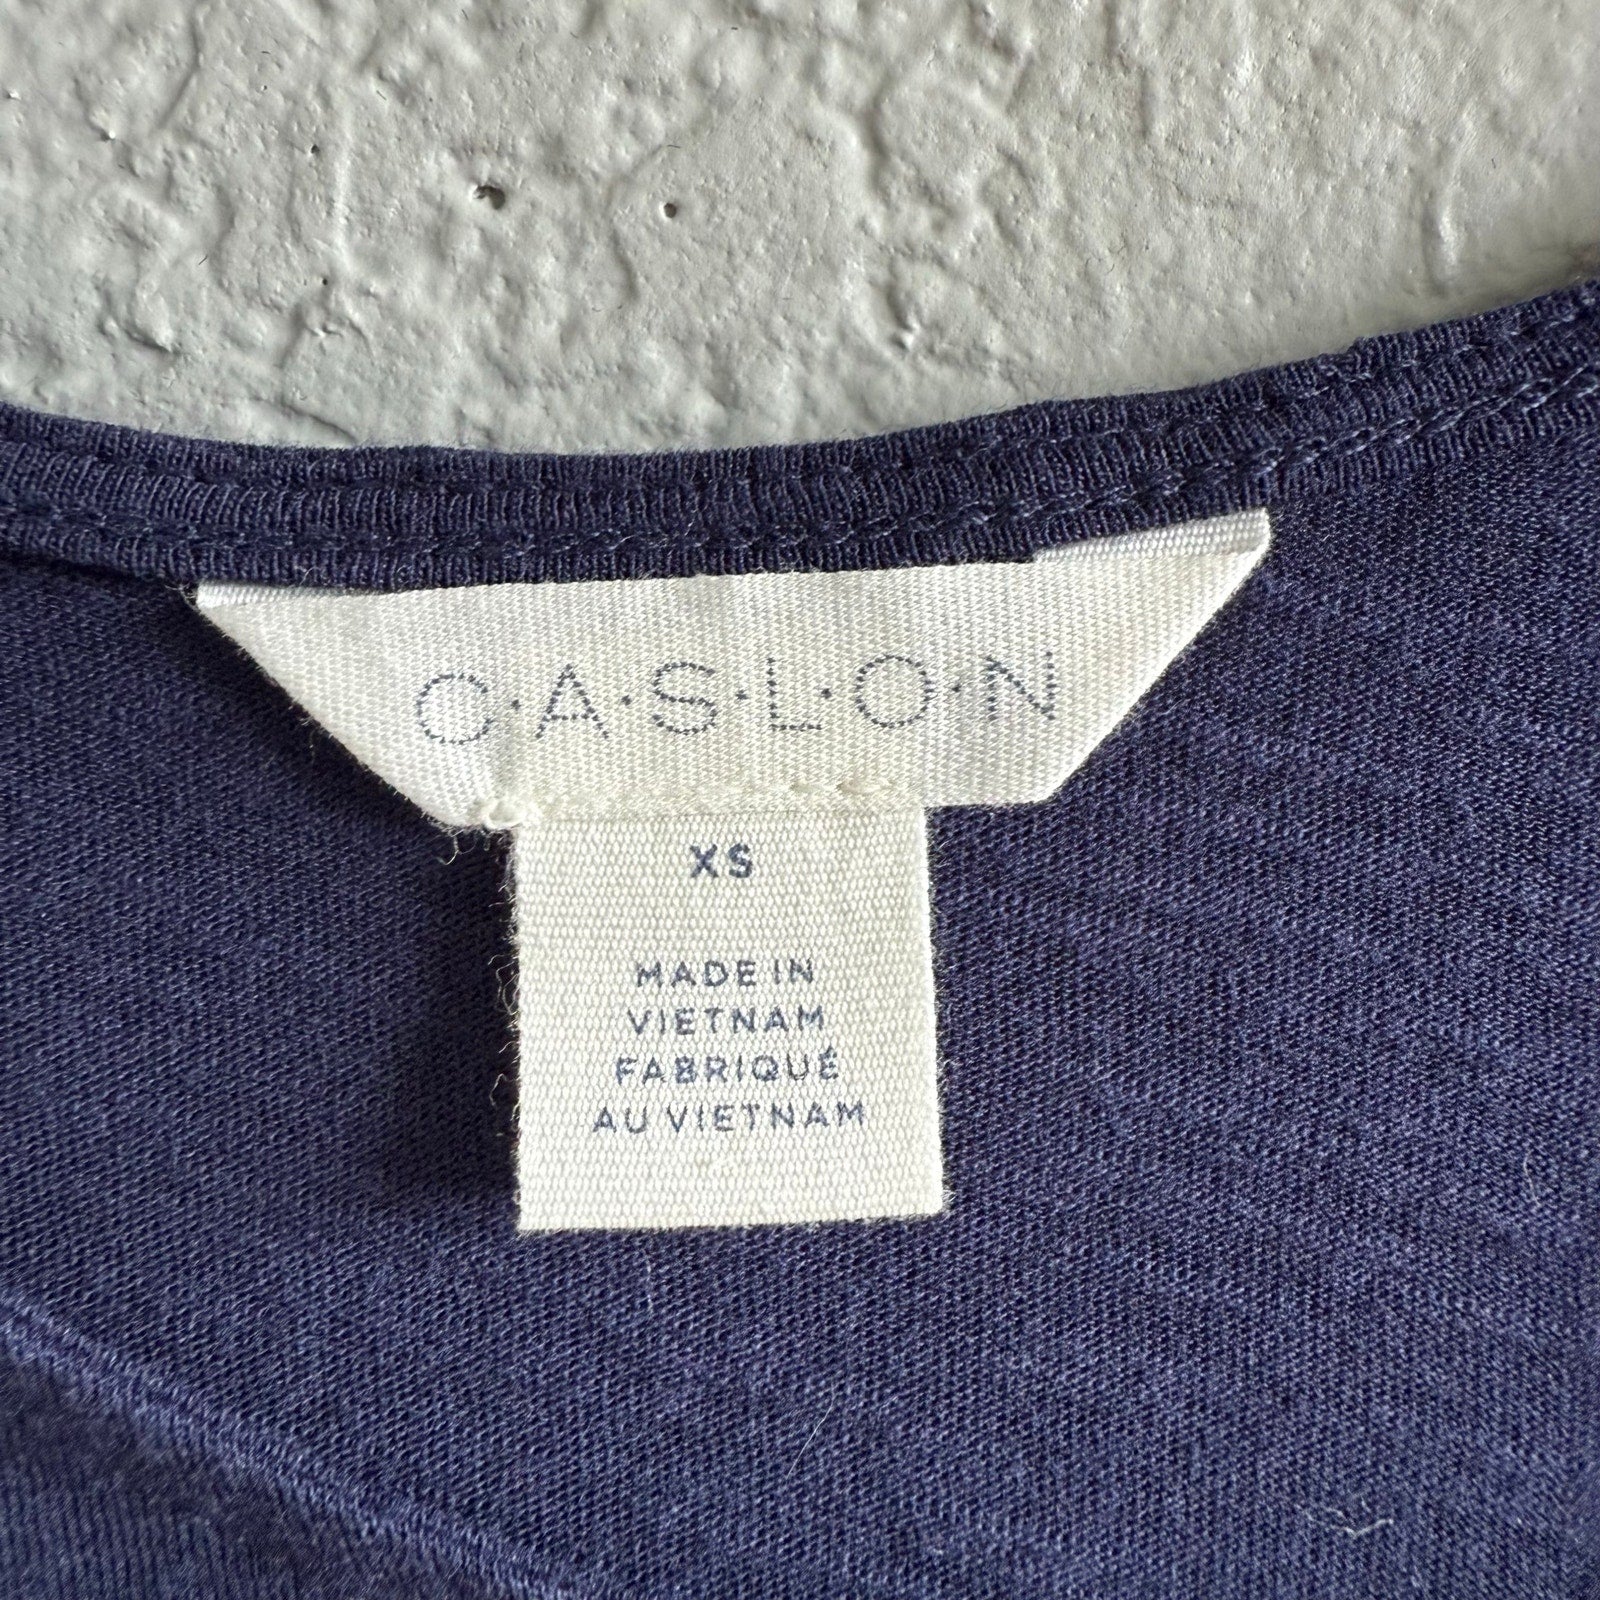 C·A·S·L·O·N
XS
MADE IN
VIETNAM
FABRIQUÉ
AU VIETNAM